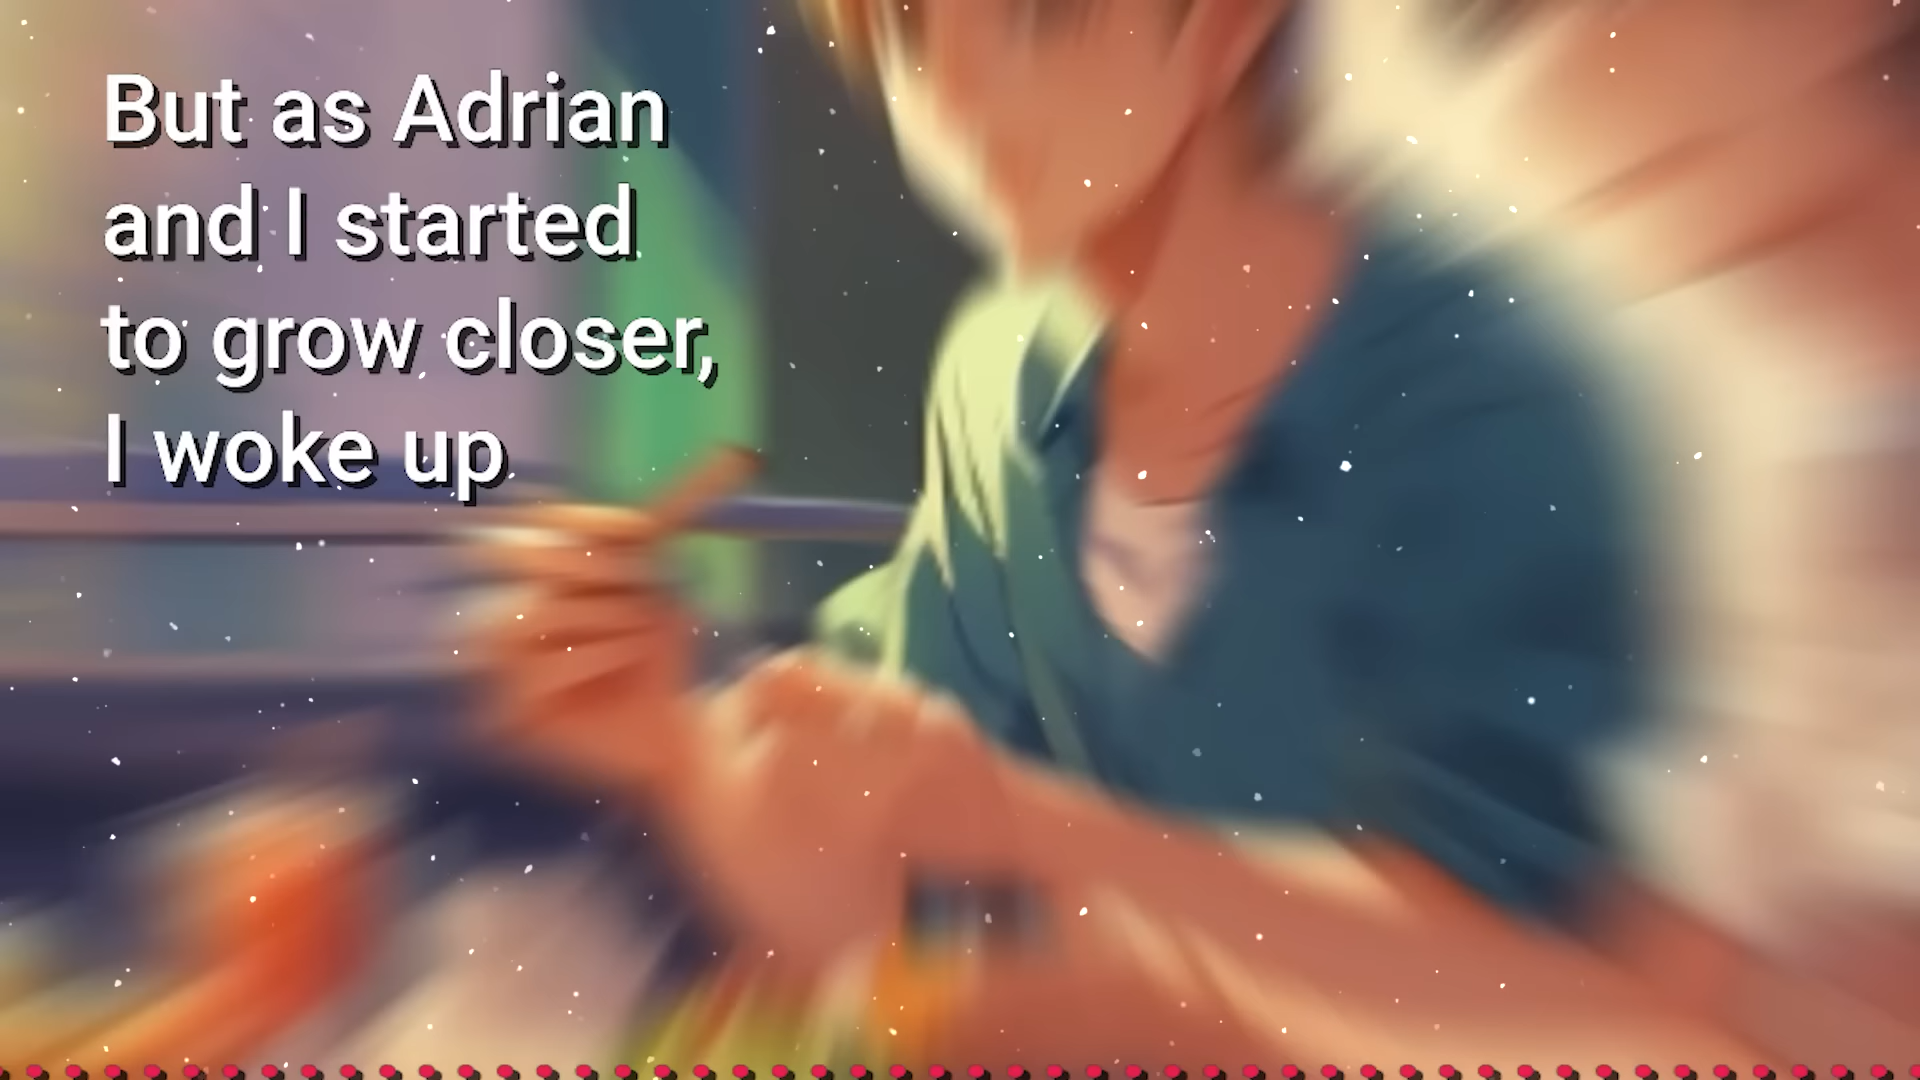 But as Adrian
and I started
to grow closer,
I woke up